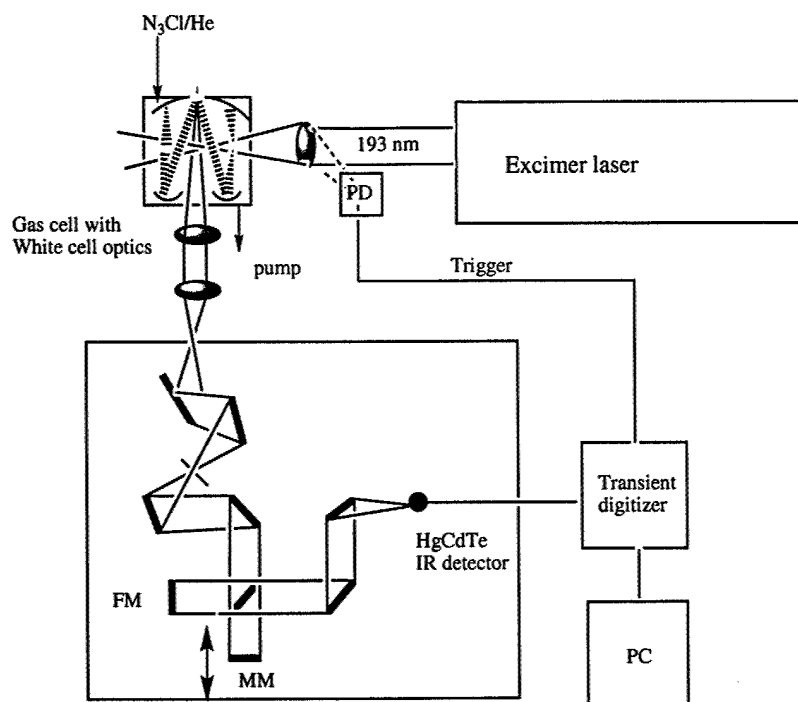 N₃Cl/He
193 nm
Excimer laser
PD
Gas cell with
White cell optics
pump
Trigger
Transient
digitizer
HgCdTe
IR detector
FM
MM
PC